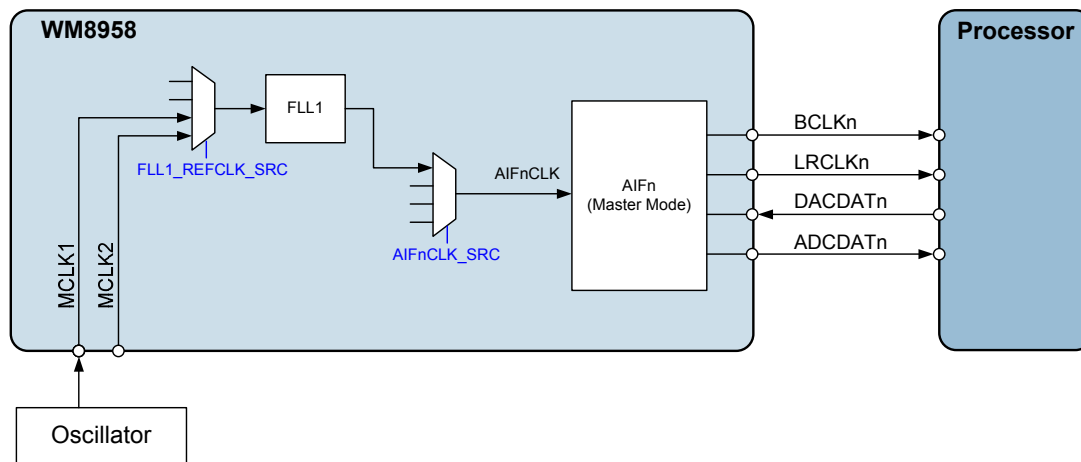 WM8958
Processor
FLL1
FLL1_REFCLK_SRC
AIFnCLK
AIFnCLK_SRC
AIFn
(Master Mode)
BCLKn
LRCLKn
DACDATn
ADCDATn
MCLK1
MCLK2
Oscillator